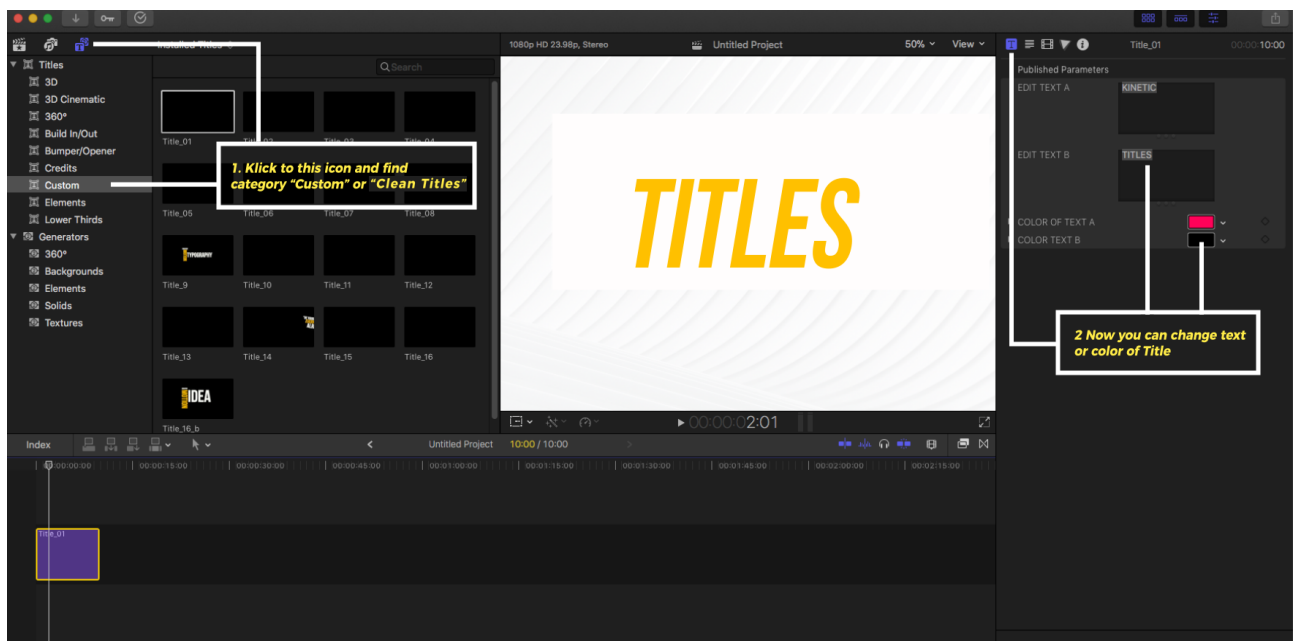 Installed Titles
1080p HD 23.98p, Stereo
Untitled Project
50%
View
Title_01
00:00:10:00
Titles
3D
3D Cinematic
360°
Build In/Out
Bumper/Opener
Credits
Custom
Elements
Lower Thirds
Generators
360°
Backgrounds
Elements
Solids
Textures
Search
Title_01
Title_02
Title_03
Title_04
1. Klick to this icon and find
category "Custom" or "Clean Titles"
Title_05
Title_06
Title_07
Title_08
TYPOGRAPHY
Title_9
Title_10
Title_11
Title_12
Title_13
Title_14
Title_15
Title_16
IDEA
Title_16_b
TITLES
00:00:02:01
Published Parameters
EDIT TEXT A
KINETIC
EDIT TEXT B
TITLES
COLOR OF TEXT A
COLOR TEXT B
2 Now you can change text
or color of Title
Index
Untitled Project
10:00 / 10:00
00:00:00:00
00:00:15:00
00:00:30:00
00:00:45:00
00:01:00:00
00:01:15:00
00:01:30:00
00:01:45:00
00:02:00:00
00:02:15:00
Title_01